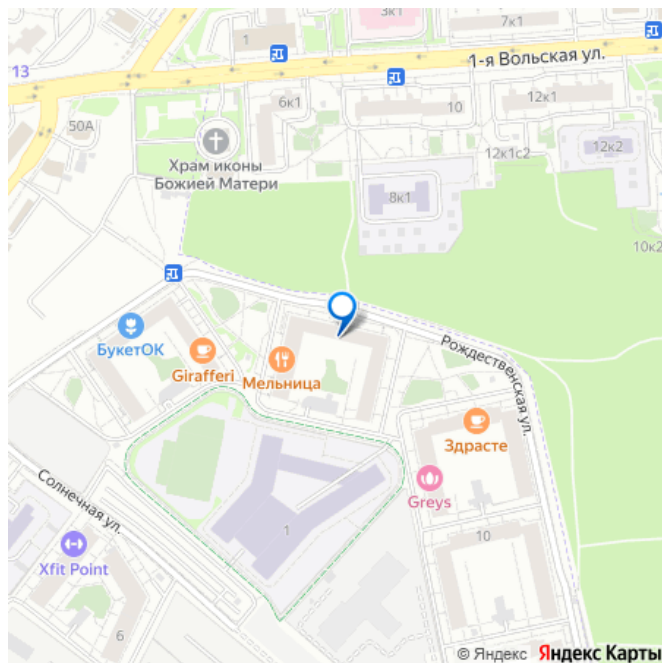 3к1
7к1
1
1-я Вольская ул.
13
6к1
10
12к1
50А
Храм иконы
Божией Матери
12к1с2
12к2
8к1
10к2
БукетОК
Girafferi
Мельница
Рождественская ул.
Здрасте
Greys
Солнечная ул.
1
10
Xfit Point
6
© Яндекс Яндекс Карты